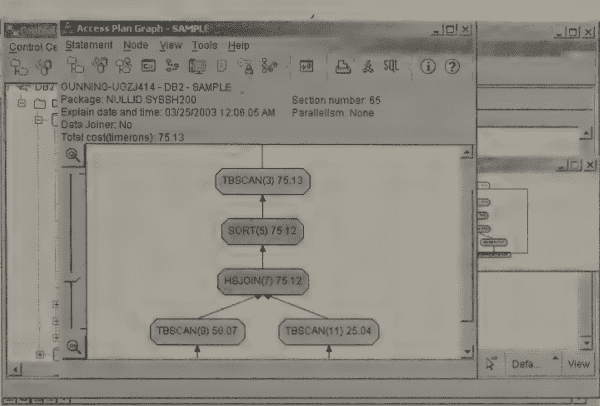 Access Plan Graph - SAMPLE
Control Ce
Statement Node View Tools Help
SQL
DB2
GUNNING-UGZJ414 - DB2 - SAMPLE
Package: NULLID.SYSSH200
Section number: 65
Explain date and time: 03/25/2003 12:06:05 AM
Parallelism: None
Data Joiner: No
Total cost(timerons): 75.13
TBSCAN(3) 75.13
SORT(5) 75.12
HSJOIN(7) 75.12
TBSCAN(9) 50.07
TBSCAN(11) 25.04
Defa...
View